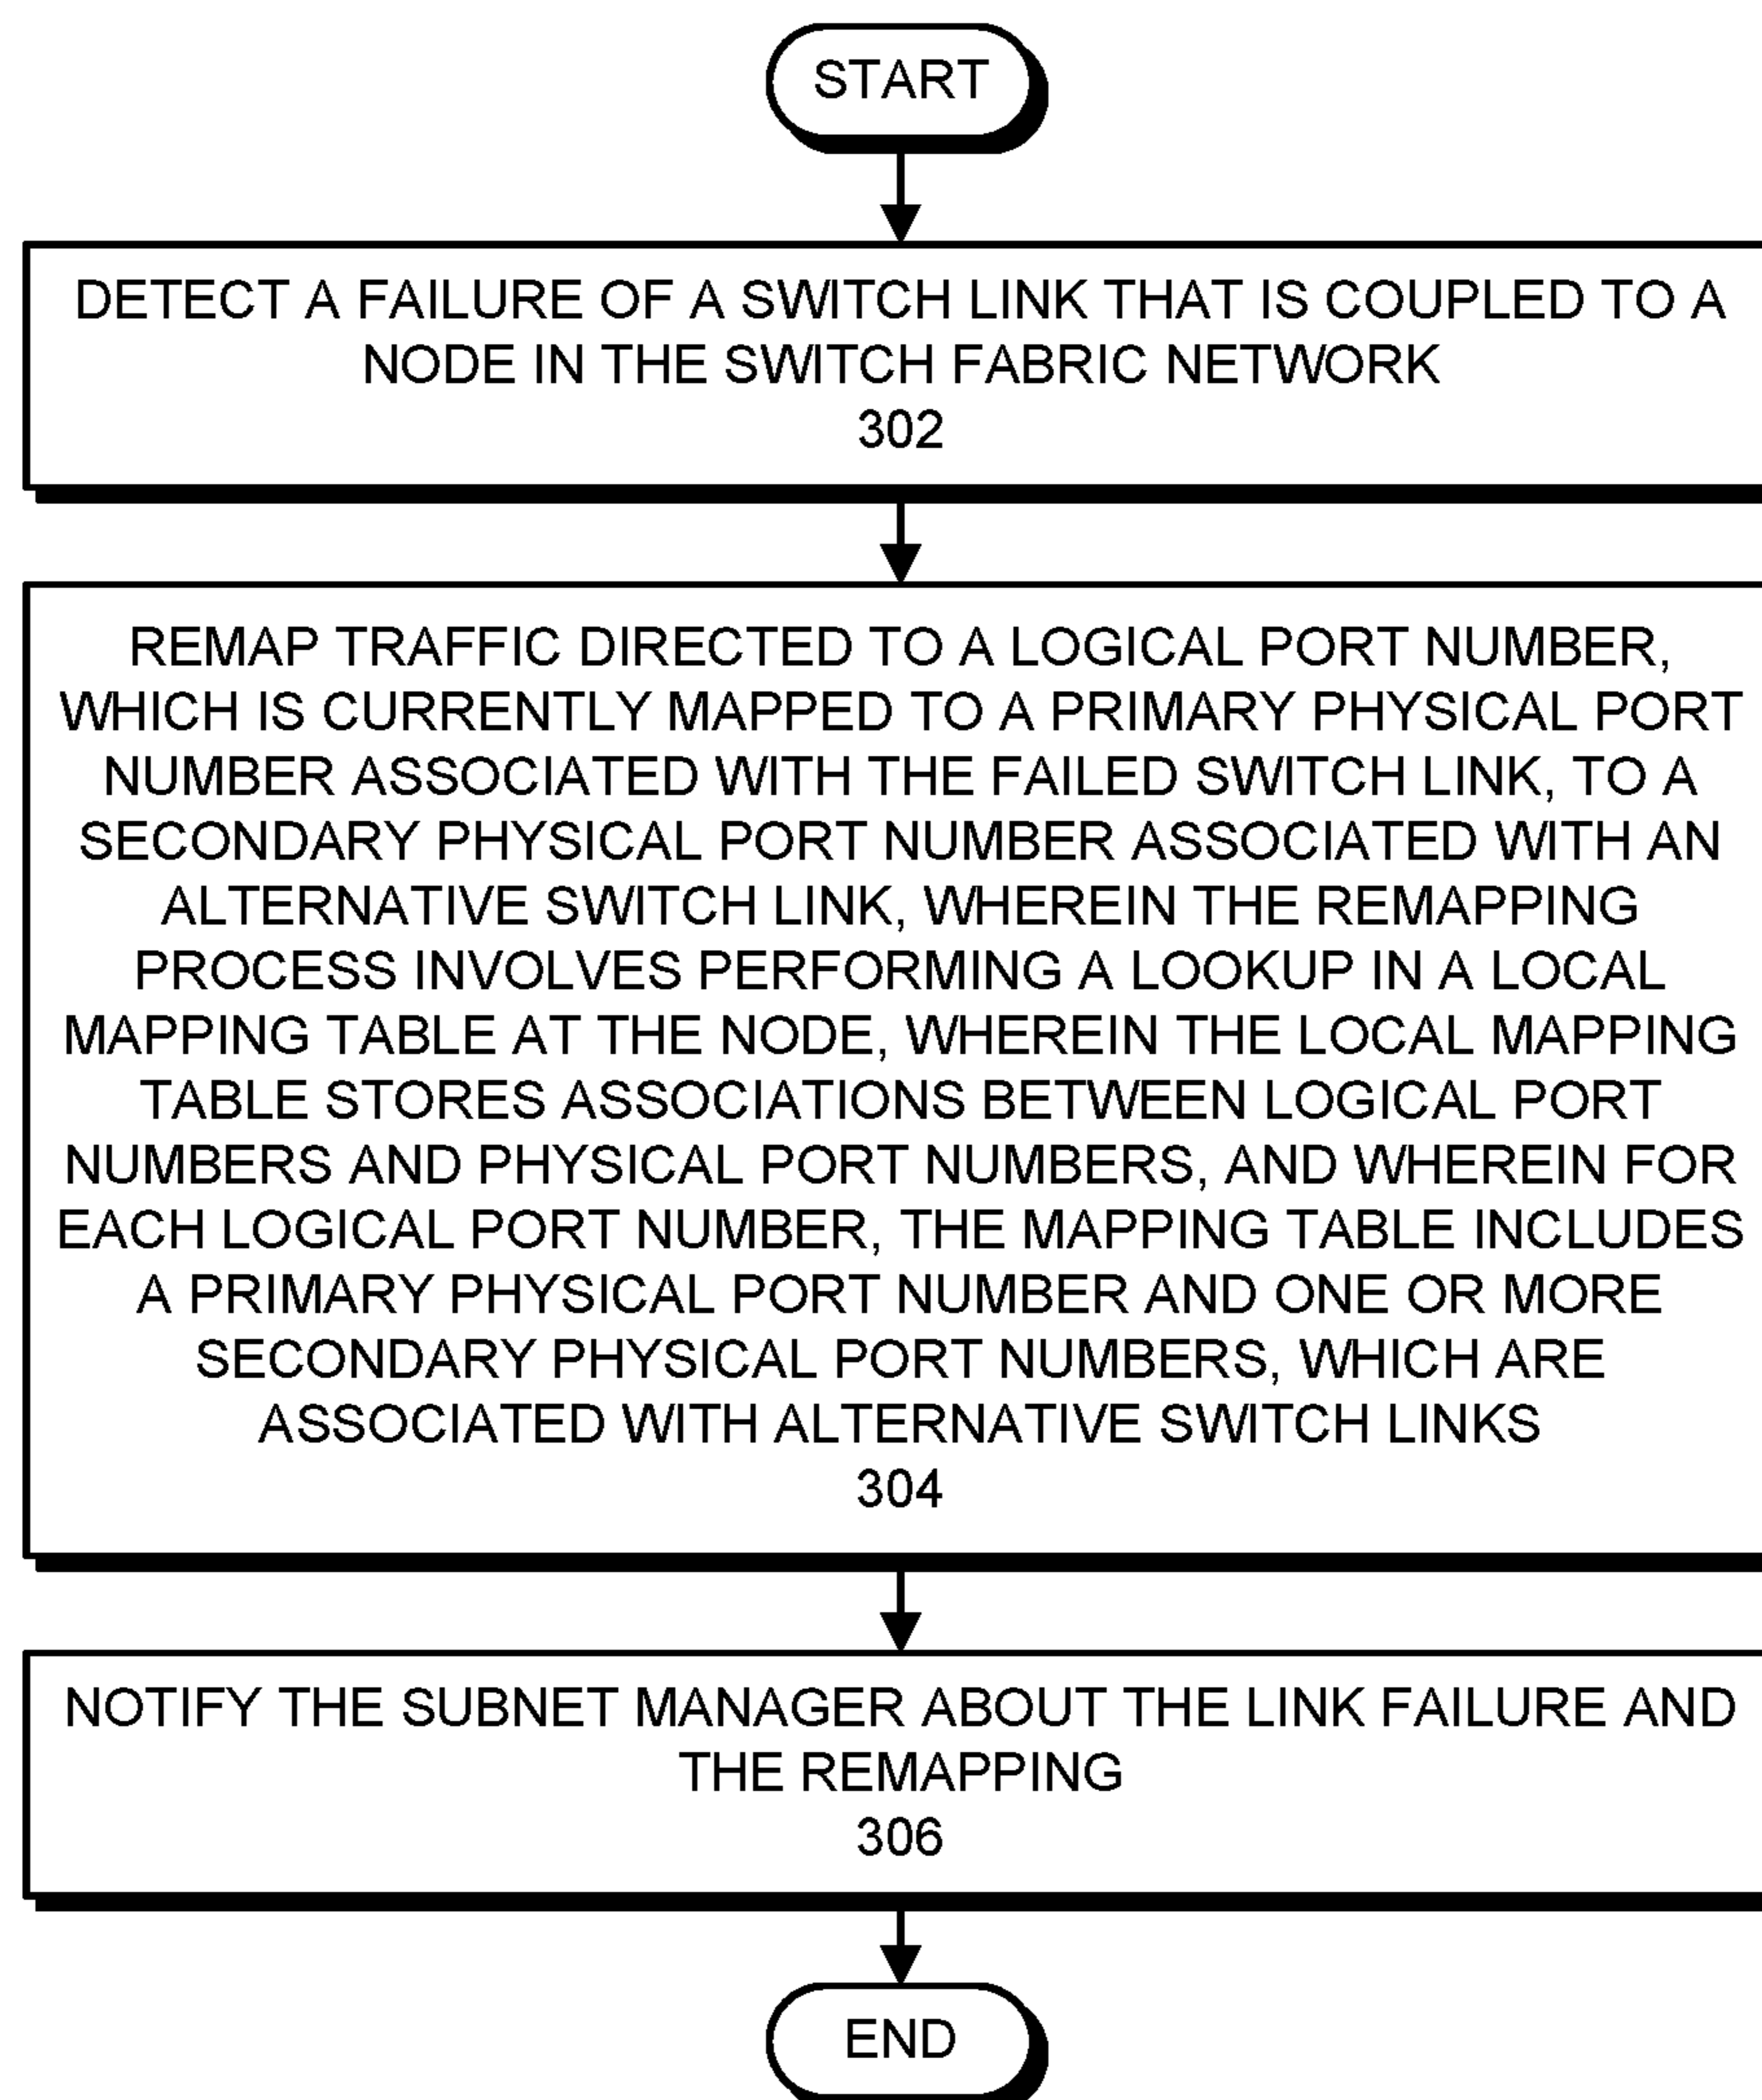 START
DETECT A FAILURE OF A SWITCH LINK THAT IS COUPLED TO A
NODE IN THE SWITCH FABRIC NETWORK
302
REMAP TRAFFIC DIRECTED TO A LOGICAL PORT NUMBER,
WHICH IS CURRENTLY MAPPED TO A PRIMARY PHYSICAL PORT
NUMBER ASSOCIATED WITH THE FAILED SWITCH LINK, TO A
SECONDARY PHYSICAL PORT NUMBER ASSOCIATED WITH AN
ALTERNATIVE SWITCH LINK, WHEREIN THE REMAPPING
PROCESS INVOLVES PERFORMING A LOOKUP IN A LOCAL
MAPPING TABLE AT THE NODE, WHEREIN THE LOCAL MAPPING
TABLE STORES ASSOCIATIONS BETWEEN LOGICAL PORT
NUMBERS AND PHYSICAL PORT NUMBERS, AND WHEREIN FOR
EACH LOGICAL PORT NUMBER, THE MAPPING TABLE INCLUDES
A PRIMARY PHYSICAL PORT NUMBER AND ONE OR MORE
SECONDARY PHYSICAL PORT NUMBERS, WHICH ARE
ASSOCIATED WITH ALTERNATIVE SWITCH LINKS
304
NOTIFY THE SUBNET MANAGER ABOUT THE LINK FAILURE AND
THE REMAPPING
306
END